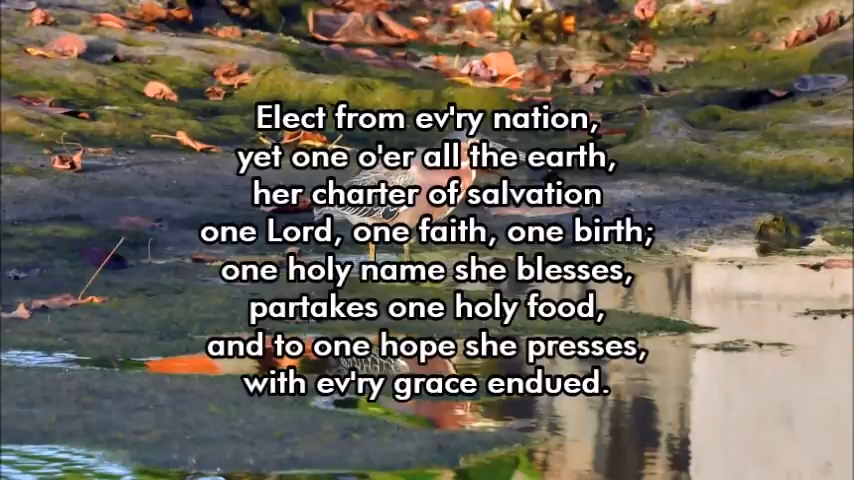 Elect from ev'ry nation,
yet one o'er all the earth,
her charter of salvation
one Lord, one faith, one birth;
one holy name she blesses,
partakes one holy food,
and to one hope she presses,
with ev'ry grace endued.